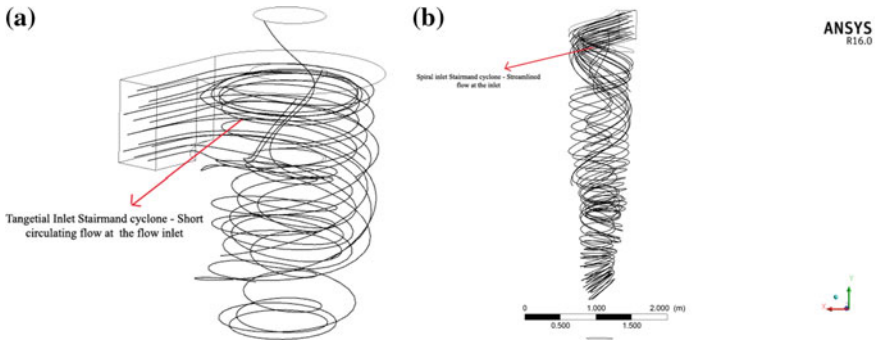 (a)
Tangetial Inlet Stairmand cyclone - Short
circulating flow at the flow inlet
(b)
Spiral inlet Stairmand cyclone - Streamlined
flow at the inlet
ANSYS
R16.0
0 1.000 2.000 (m)
0.500 1.500
Y
X